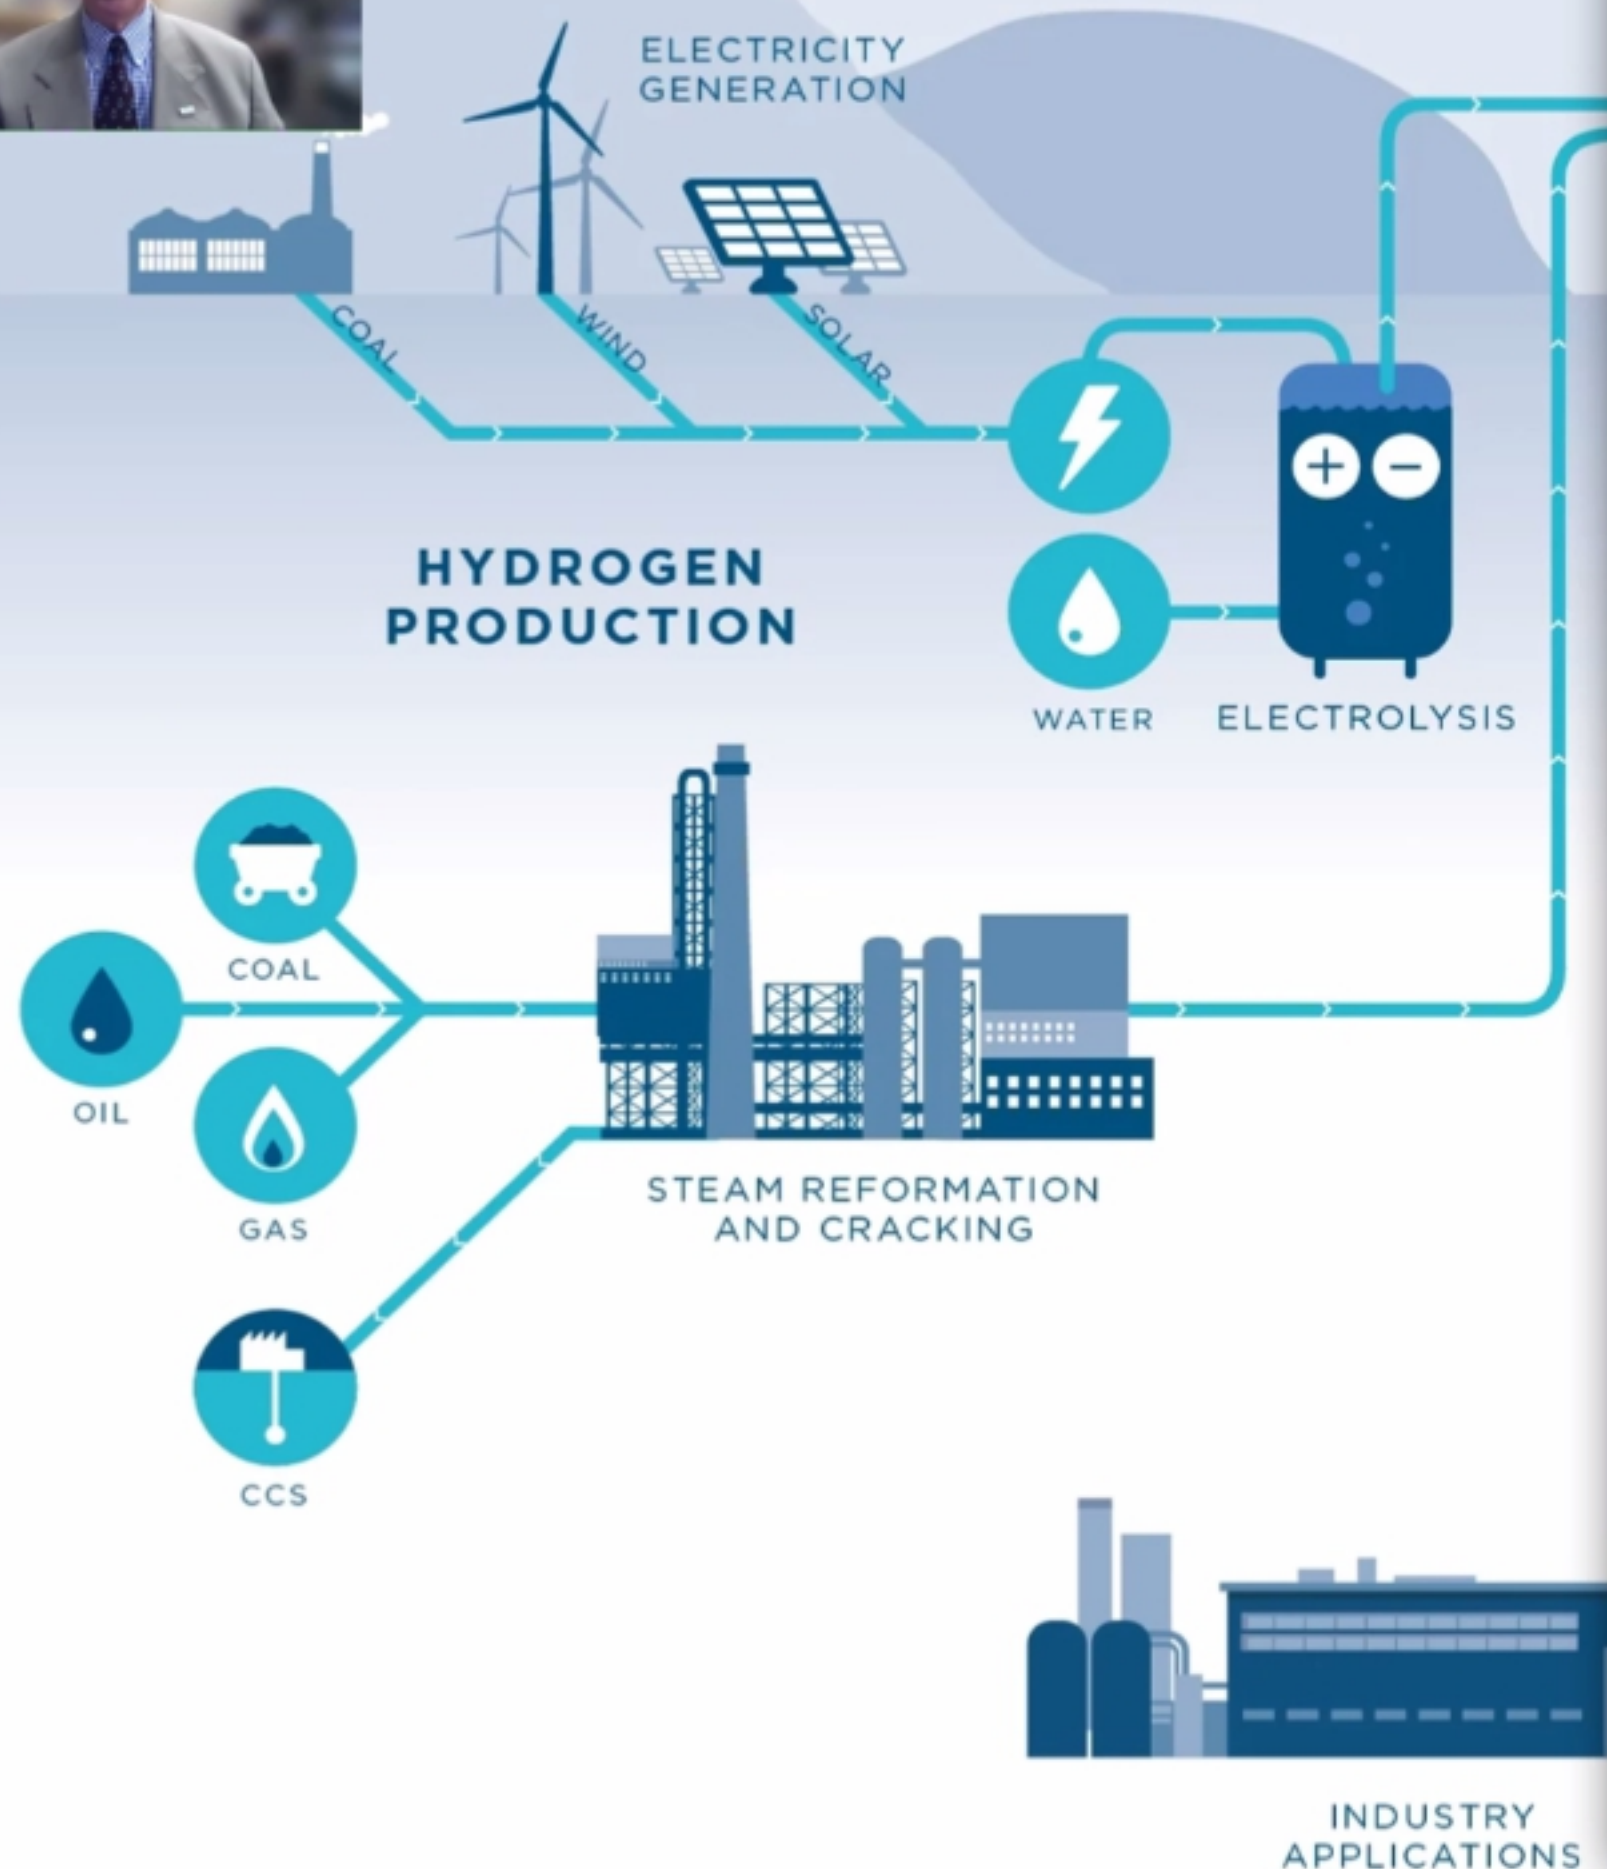 ELECTRICITY
GENERATION
COAL
WIND
SOLAR
HYDROGEN
PRODUCTION
WATER
ELECTROLYSIS
COAL
OIL
GAS
STEAM REFORMATION
AND CRACKING
CCS
INDUSTRY
APPLICATIONS